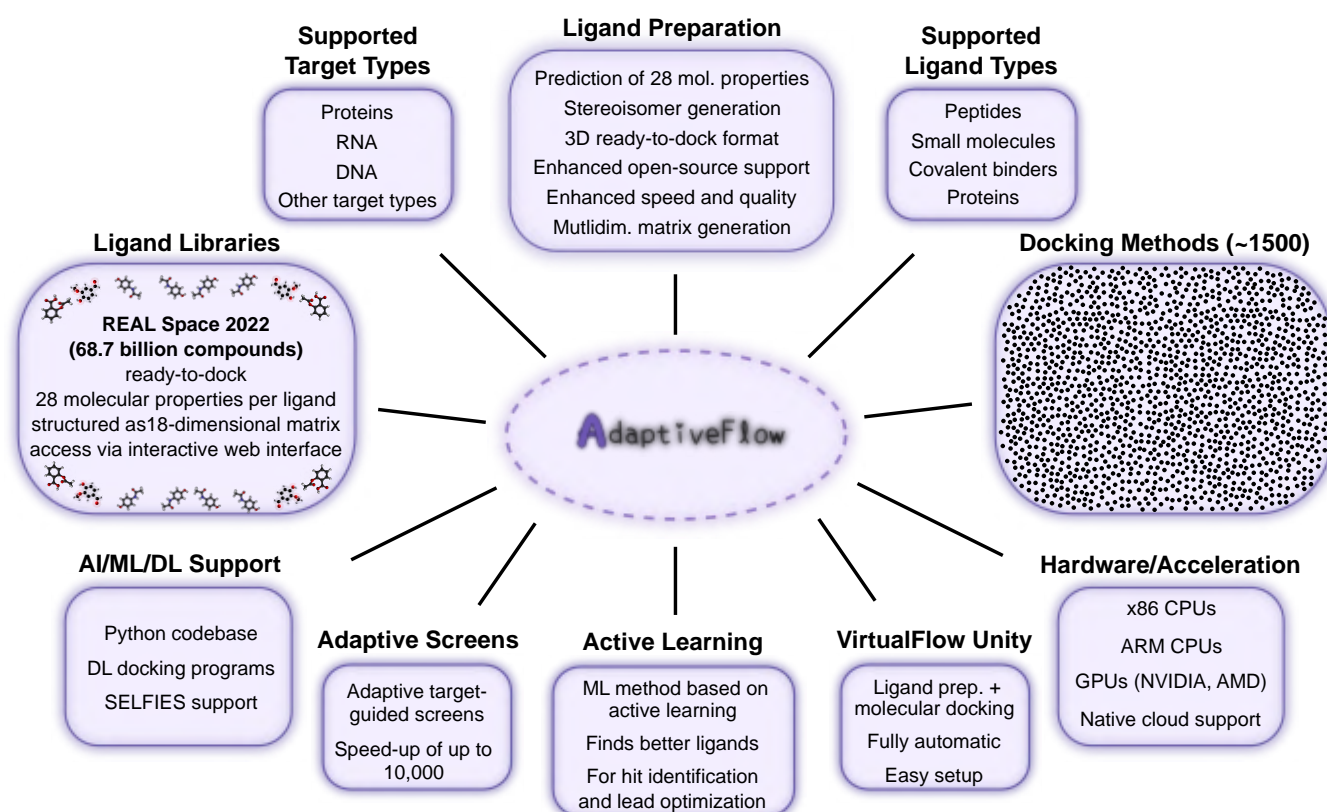 Supported
Target Types
Proteins
RNA
DNA
Other target types
Ligand Preparation
Prediction of 28 mol. properties
Stereoisomer generation
3D ready-to-dock format
Enhanced open-source support
Enhanced speed and quality
Mutlidim. matrix generation
Supported
Ligand Types
Peptides
Small molecules
Covalent binders
Proteins
Ligand Libraries
REAL Space 2022
(68.7 billion compounds)
ready-to-dock
28 molecular properties per ligand
structured as18-dimensional matrix
access via interactive web interface
AdaptiveFlow
Docking Methods (~1500)
AI/ML/DL Support
Python codebase
DL docking programs
SELFIES support
Adaptive Screens
Adaptive target-
guided screens
Speed-up of up to
10,000
Active Learning
ML method based on
active learning
Finds better ligands
For hit identification
and lead optimization
VirtualFlow Unity
Ligand prep. +
molecular docking
Fully automatic
Easy setup
Hardware/Acceleration
x86 CPUs
ARM CPUs
GPUs (NVIDIA, AMD)
Native cloud support